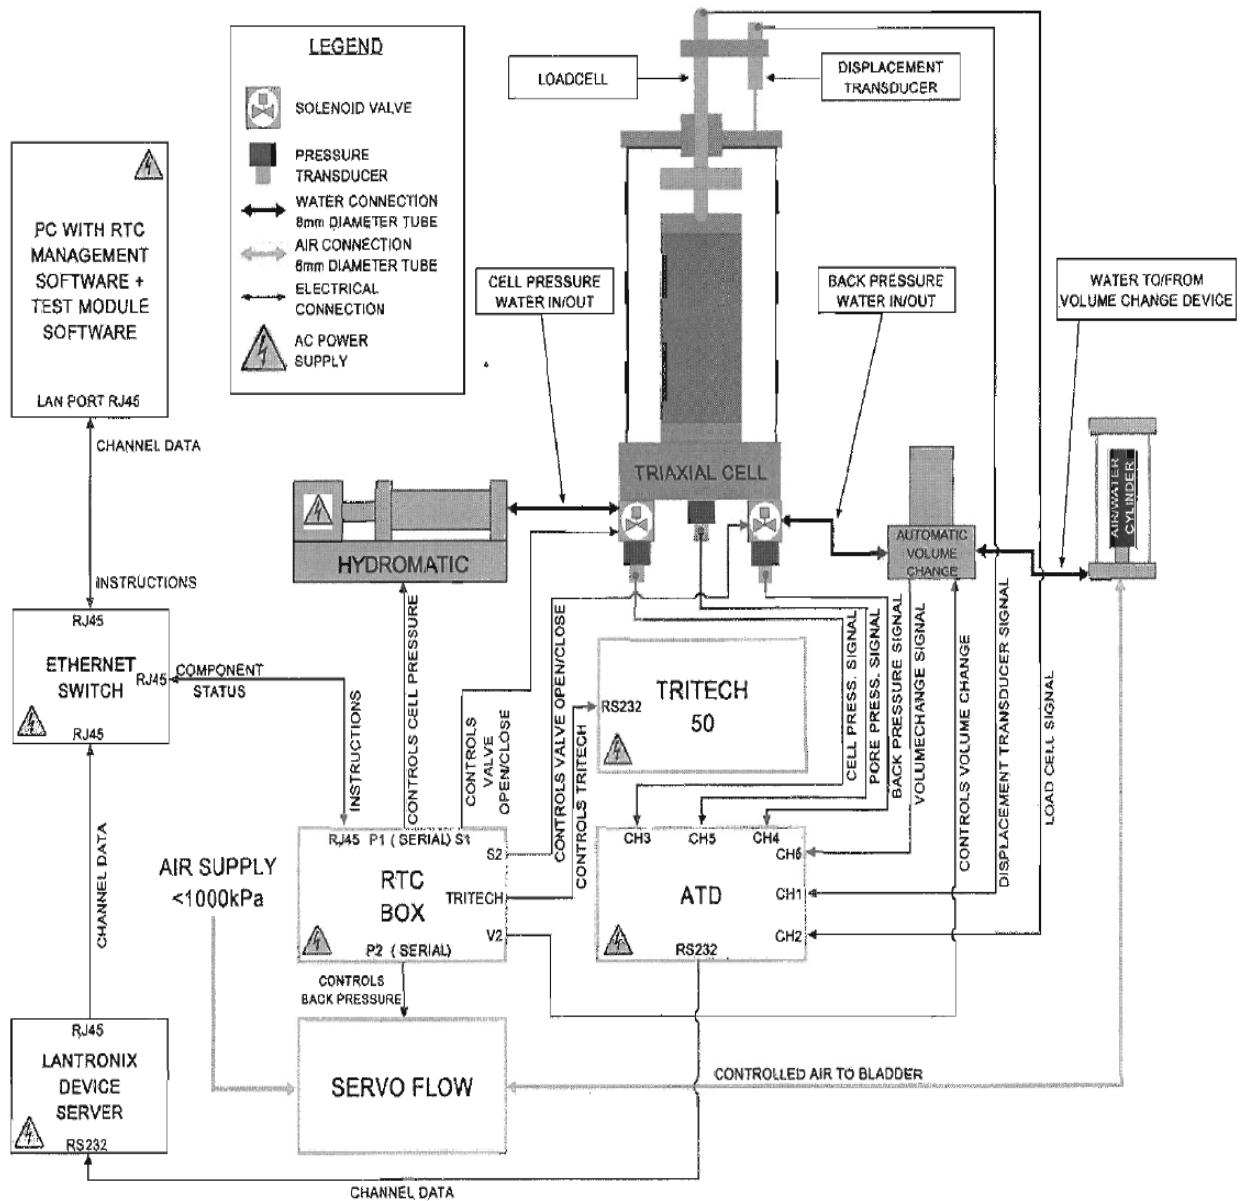 LEGEND
SOLENOID VALVE
PRESSURE
TRANSDUCER
WATER CONNECTION
8mm DIAMETER TUBE
AIR CONNECTION
6mm DIAMETER TUBE
ELECTRICAL
CONNECTION
AC POWER
SUPPLY
LOADCELL
DISPLACEMENT
TRANSDUCER
PC WITH RTC
MANAGEMENT
SOFTWARE +
TEST MODULE
SOFTWARE
LAN PORT RJ45
CHANNEL DATA
INSTRUCTIONS
CELL PRESSURE
WATER IN/OUT
BACK PRESSURE
WATER IN/OUT
WATER TO/FROM
VOLUME CHANGE DEVICE
TRIAXIAL CELL
HYDROMATIC
AUTOMATIC
VOLUME
CHANGE
AIR/WATER
CYLINDER
RJ45
ETHERNET
SWITCH
RJ45
RJ45
COMPONENT
STATUS
INSTRUCTIONS
CONTROLS CELL PRESSURE
CONTROLS
VALVE
OPEN/CLOSE
CONTROLS VALVE OPEN/CLOSE
CONTROLS TRITECH
TRITECH
50
RS232
CELL PRESS. SIGNAL
PORE PRESS. SIGNAL
BACK PRESSURE SIGNAL
VOLUMECHANGE SIGNAL
CONTROLS VOLUME CHANGE
DISPLACEMENT TRANSDUCER SIGNAL
LOAD CELL SIGNAL
RJ45 P1 ( SERIAL) S1
S2
RTC
BOX
TRITECH
V2
P2 ( SERIAL)
CH3 CH5 CH4
CH6
ATD
CH1
CH2
RS232
AIR SUPPLY
<1000kPa
CHANNEL DATA
CONTROLS
BACK PRESSURE
SERVO FLOW
CONTROLLED AIR TO BLADDER
RJ45
LANTRONIX
DEVICE
SERVER
RS232
CHANNEL DATA